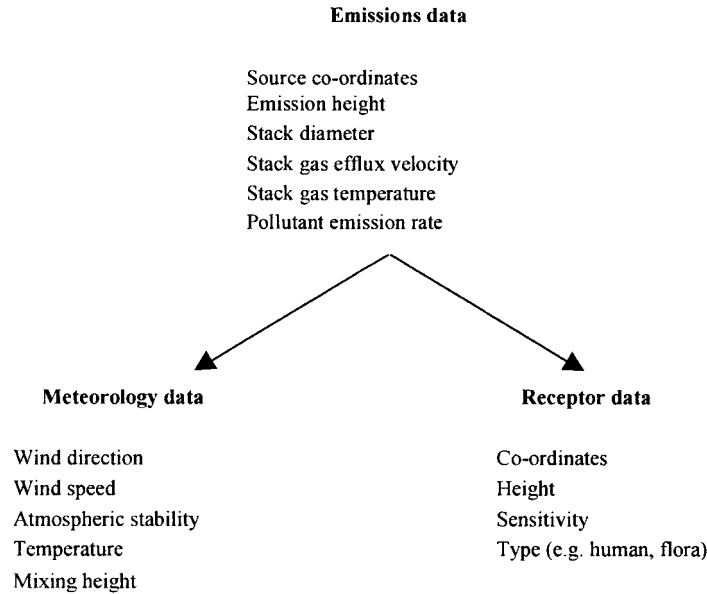 Emissions data
Source co-ordinates
Emission height
Stack diameter
Stack gas efflux velocity
Stack gas temperature
Pollutant emission rate
Meteorology data
Wind direction
Wind speed
Atmospheric stability
Temperature
Mixing height
Receptor data
Co-ordinates
Height
Sensitivity
Type (e.g. human, flora)